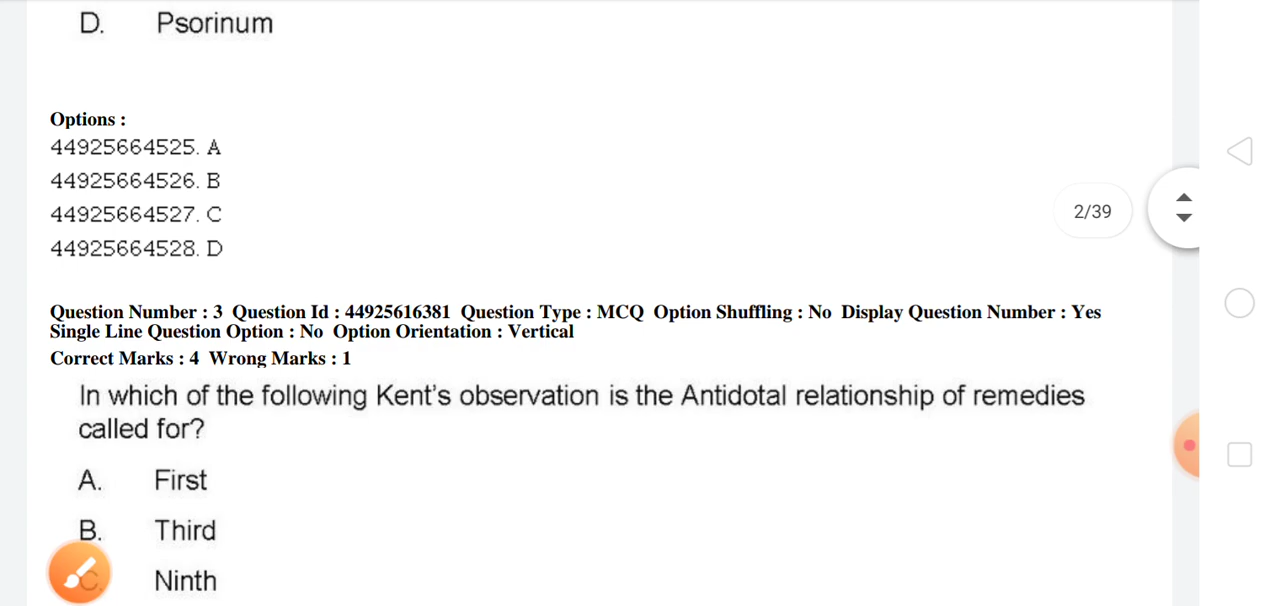 D. Psorinum
Options :
44925664525. A
44925664526. B
44925664527. C
44925664528. D
2/39
Question Number : 3 Question Id : 44925616381 Question Type : MCQ Option Shuffling : No Display Question Number : Yes
Single Line Question Option : No Option Orientation : Vertical
Correct Marks : 4 Wrong Marks : 1
In which of the following Kent's observation is the Antidotal relationship of remedies
called for?
A. First
B. Third
C. Ninth